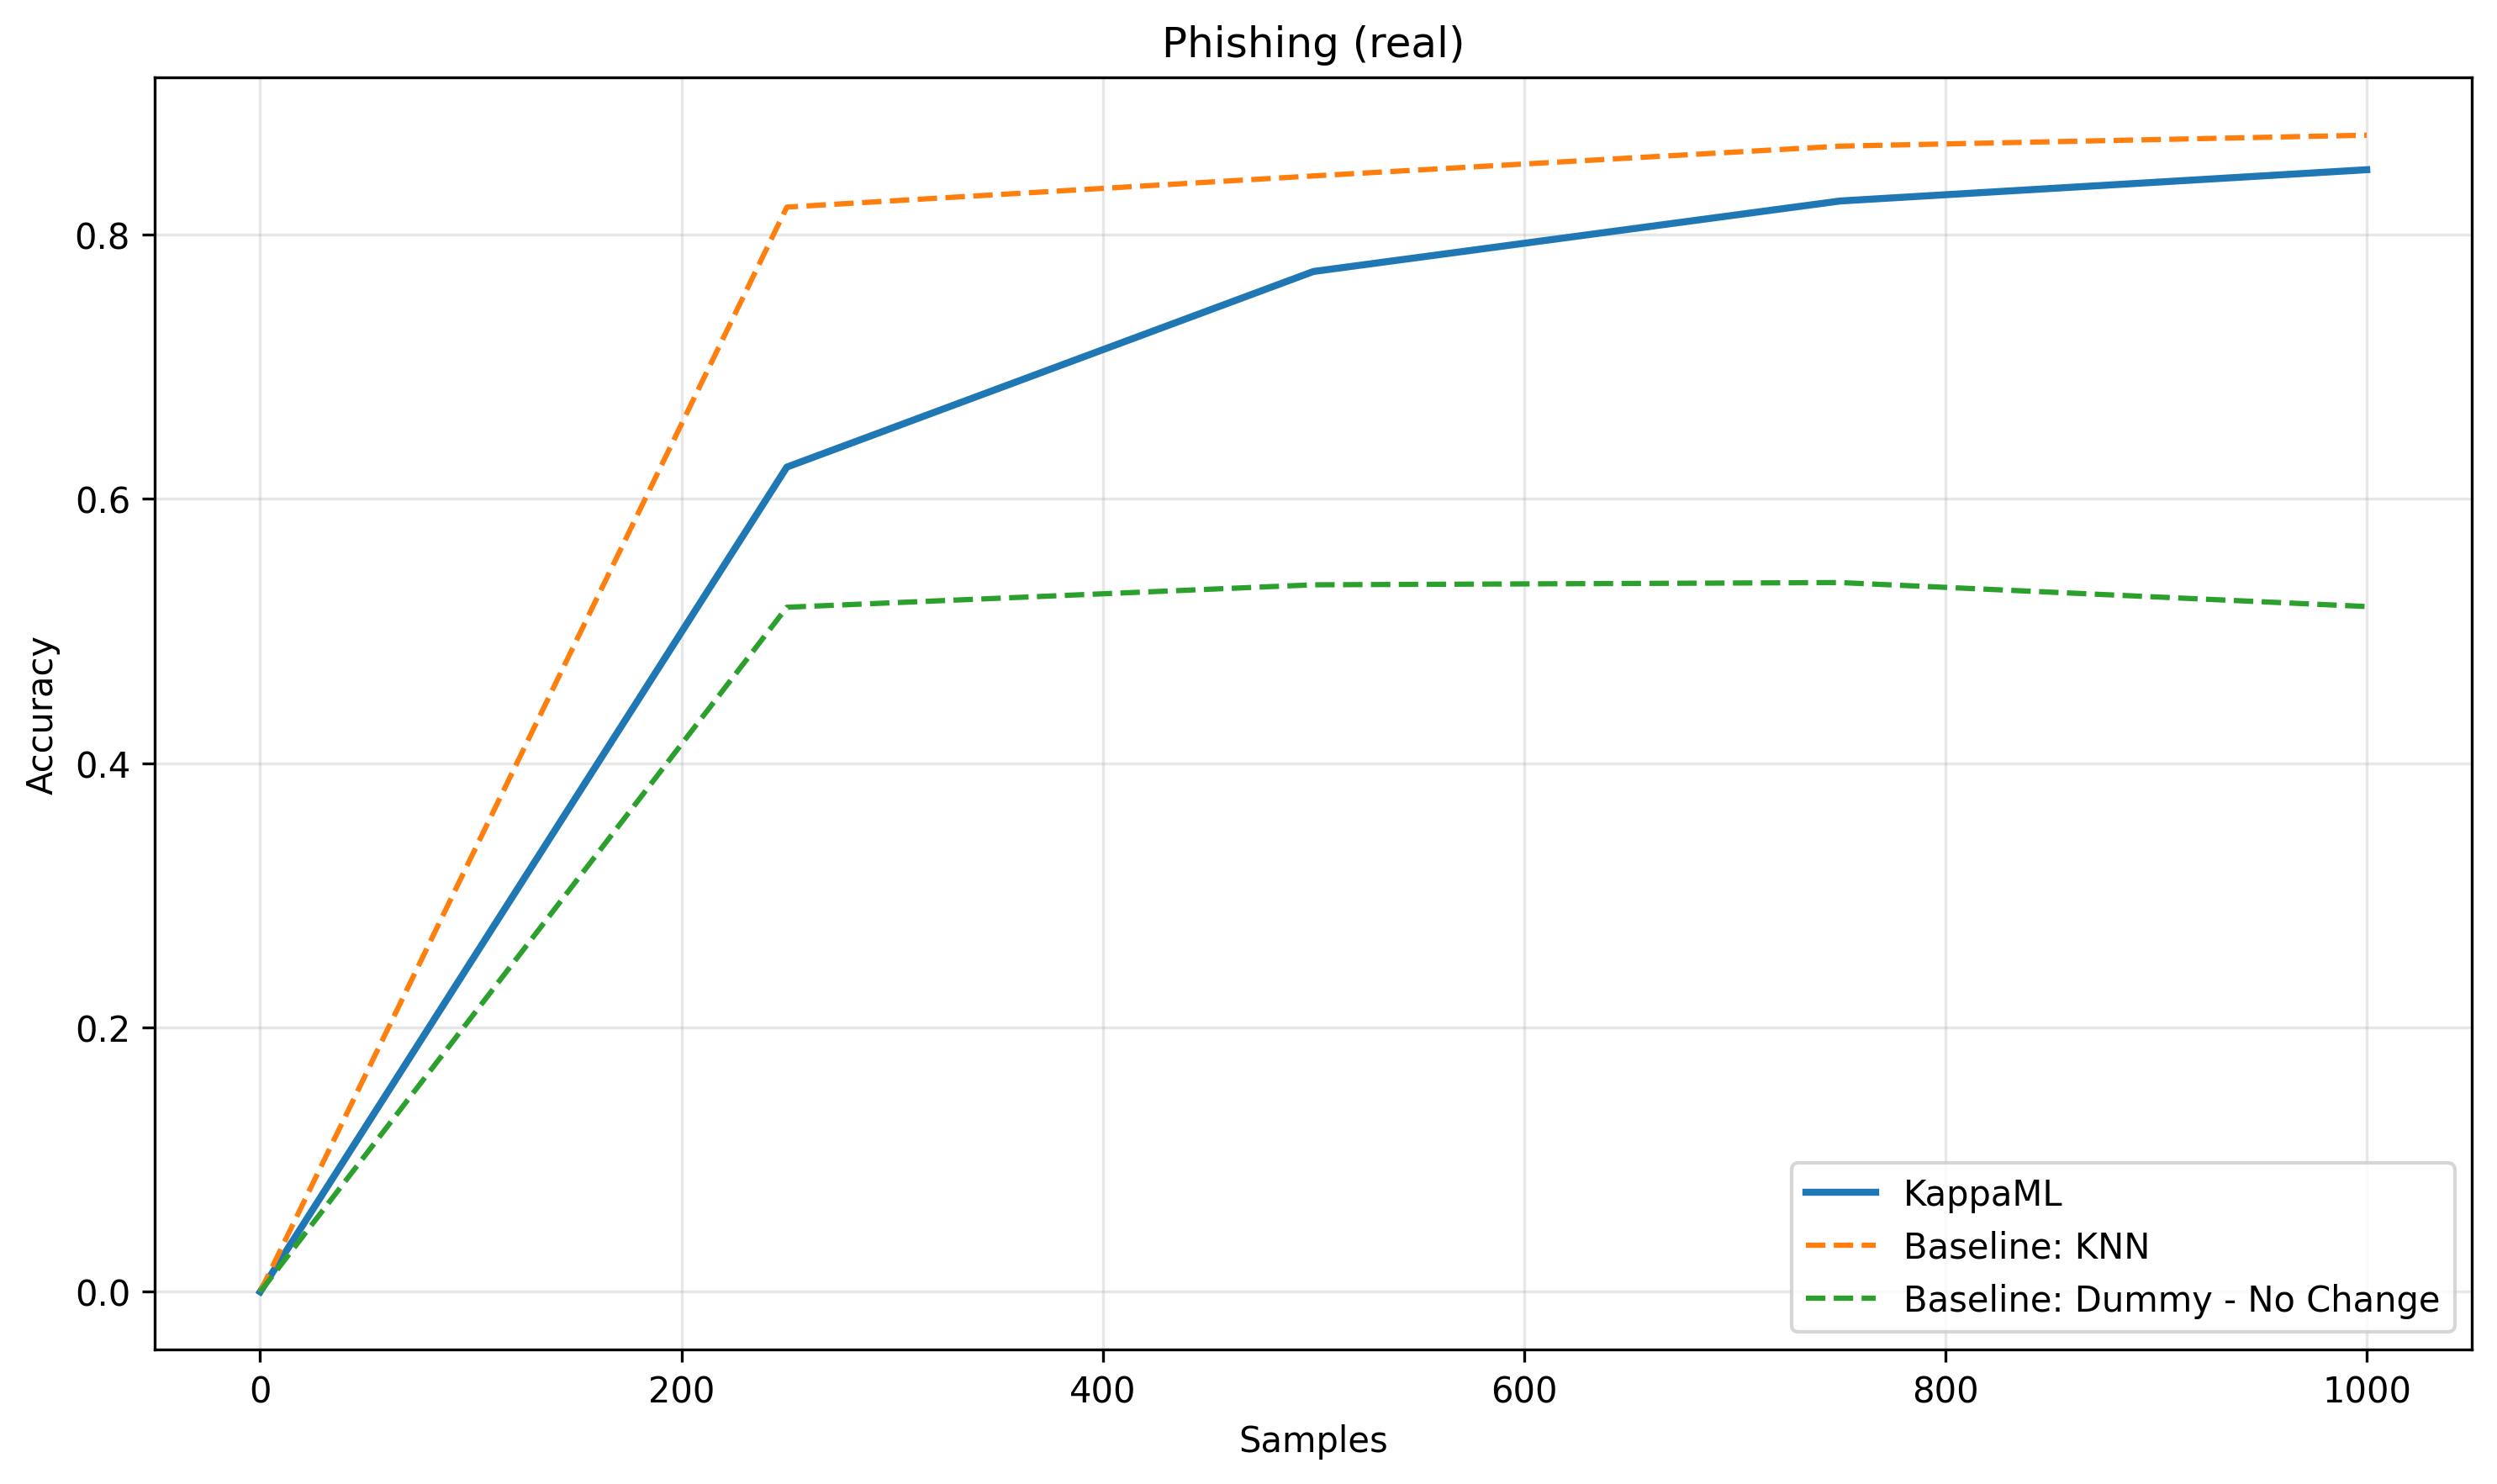 Phishing (real)
Accuracy
0.8
0.6
0.4
0.2
0.0
0
200
400
600
800
1000
Samples
KappaML
Baseline: KNN
Baseline: Dummy - No Change